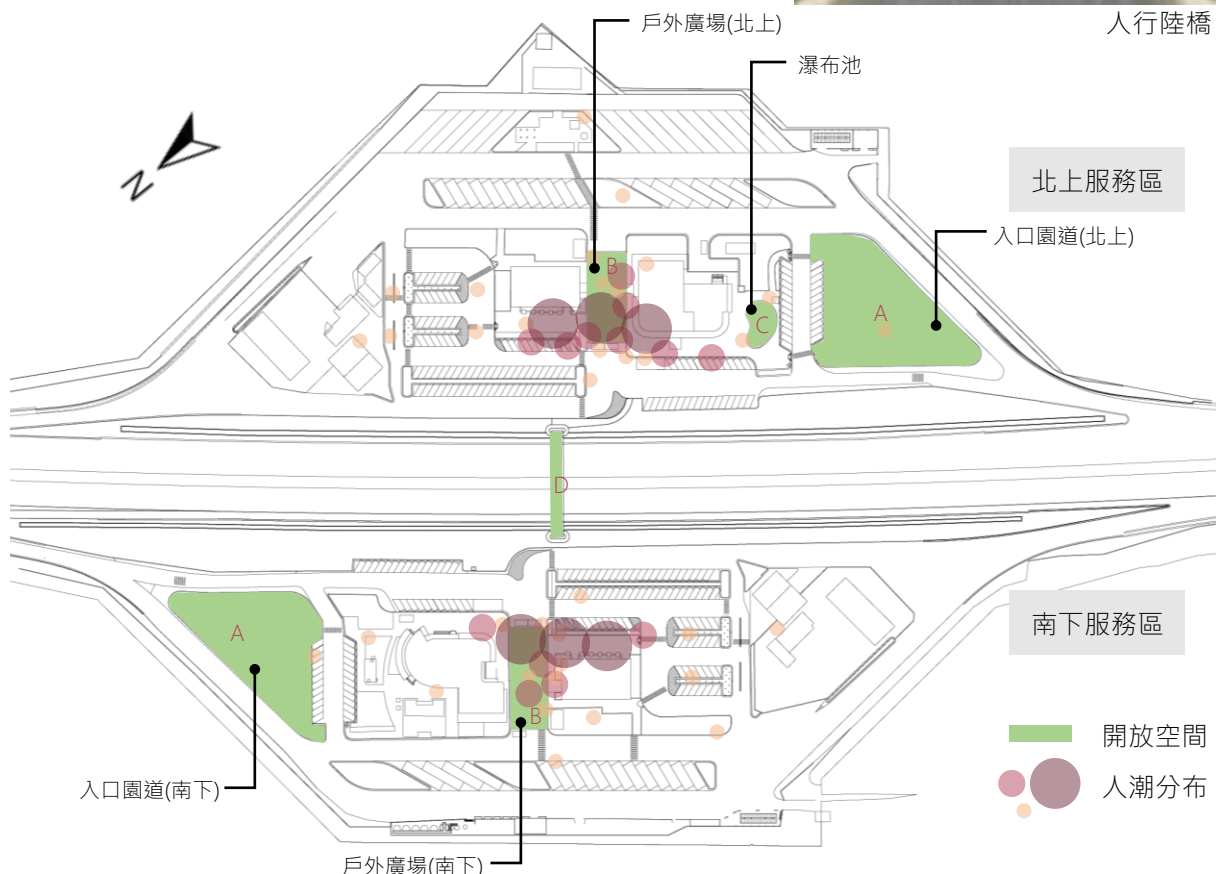 人行陸橋
戶外廣場(北上)
瀑布池
N
北上服務區
入口園道(北上)
B
C
A
D
南下服務區
A
B
開放空間
人潮分布
入口園道(南下)
戶外廣場(南下)